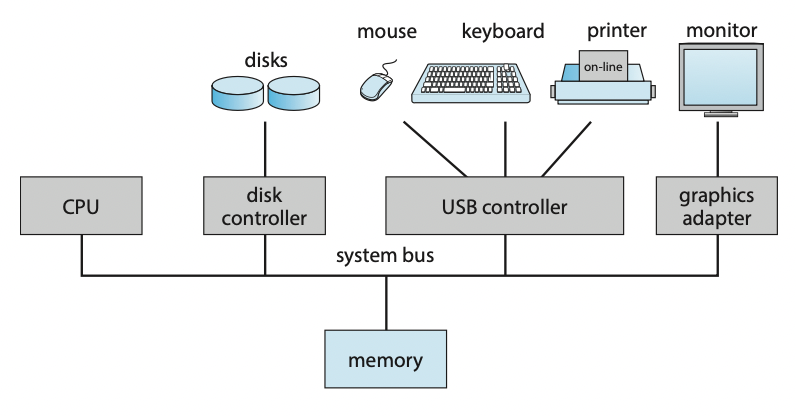 mouse
keyboard
printer
monitor
disks
on-line
CPU
disk
controller
USB controller
graphics
adapter
system bus
memory